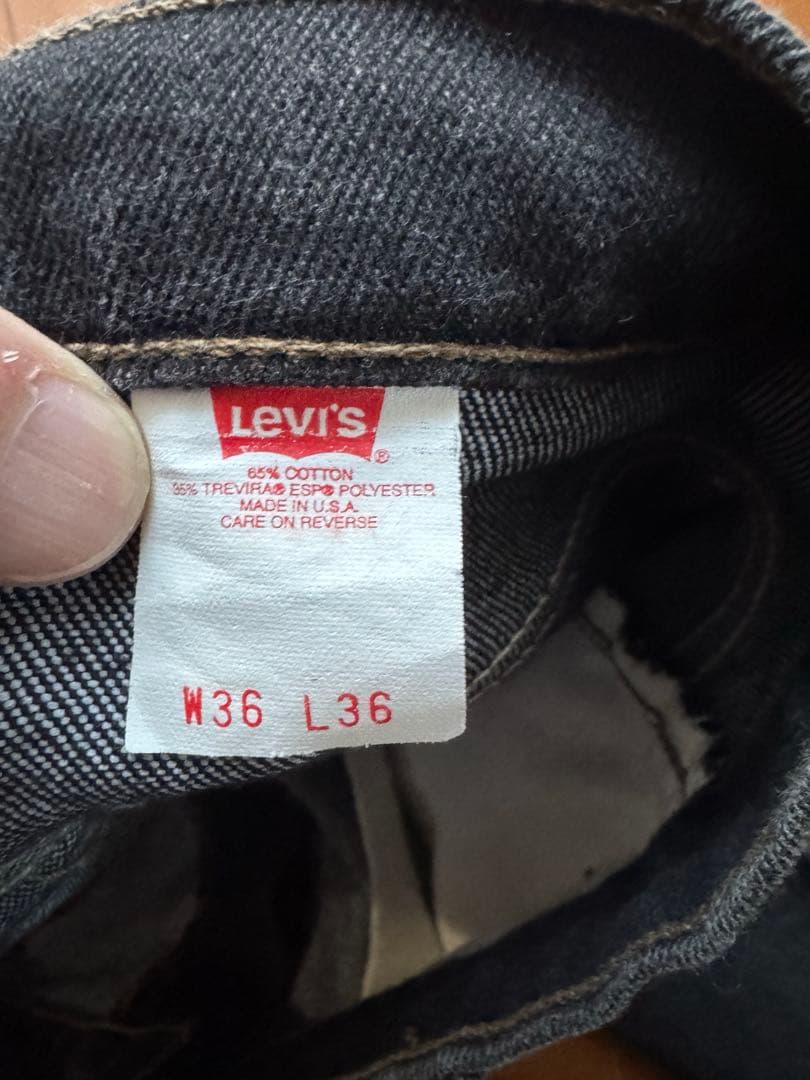 Levi's®
65% COTTON
35% TREVIRA® ESP® POLYESTER
MADE IN U.S.A.
CARE ON REVERSE
W36 L36